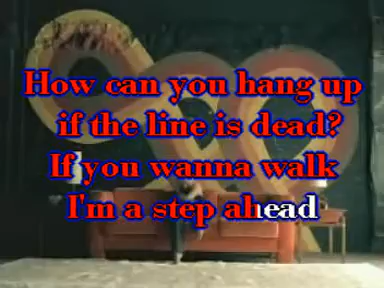 How can you hang up
if the line is dead?
If you wanna walk
I'm a step ahead